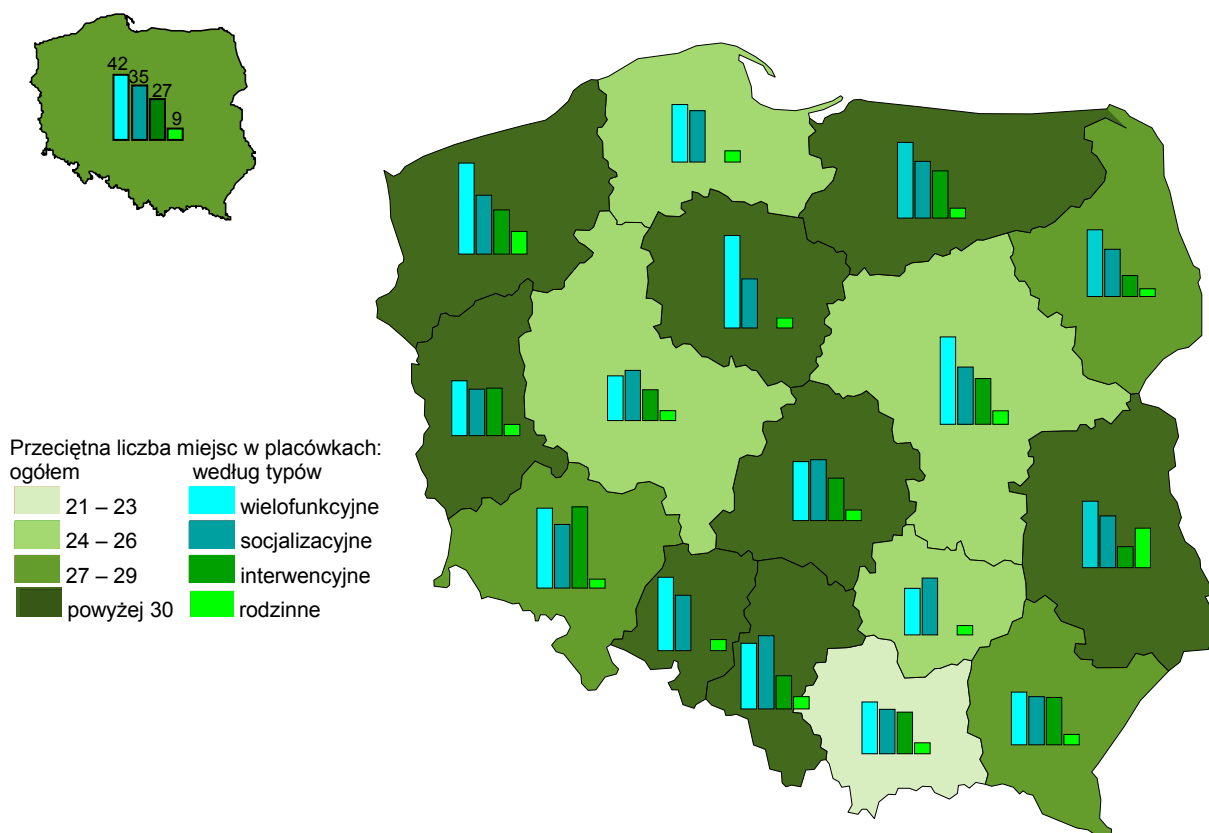 42
35
27
9
Przeciętna liczba miejsc w placówkach:
ogółem według typów
21 – 23 wielofunkcyjne
24 – 26 socjalizacyjne
27 – 29 interwencyjne
powyżej 30 rodzinne